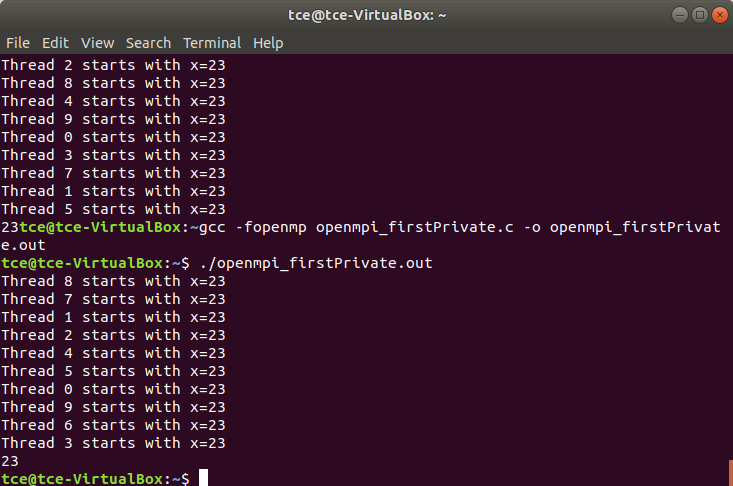 tce@tce-VirtualBox: ~
File Edit View Search Terminal Help
Thread 2 starts with x=23
Thread 8 starts with x=23
Thread 4 starts with x=23
Thread 9 starts with x=23
Thread 0 starts with x=23
Thread 3 starts with x=23
Thread 7 starts with x=23
Thread 1 starts with x=23
Thread 5 starts with x=23
23tce@tce-VirtualBox:~gcc -fopenmp openmpi_firstPrivate.c -o openmpi_firstPrivat
e.out
tce@tce-VirtualBox:~$ ./openmpi_firstPrivate.out
Thread 8 starts with x=23
Thread 7 starts with x=23
Thread 1 starts with x=23
Thread 2 starts with x=23
Thread 4 starts with x=23
Thread 5 starts with x=23
Thread 0 starts with x=23
Thread 9 starts with x=23
Thread 6 starts with x=23
Thread 3 starts with x=23
23
tce@tce-VirtualBox:~$